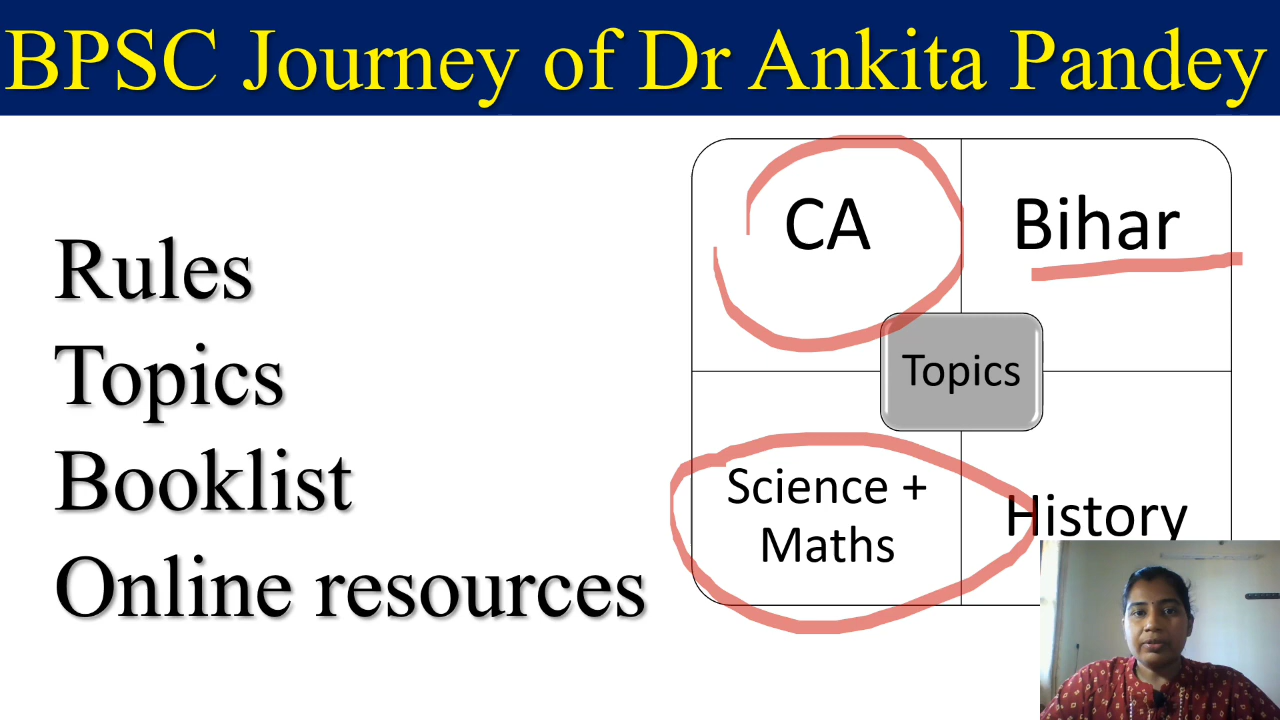 BPSC Journey of Dr Ankita Pandey
Rules
Topics
Booklist
Online resources
CA
Bihar
Topics
Science +
Maths
History